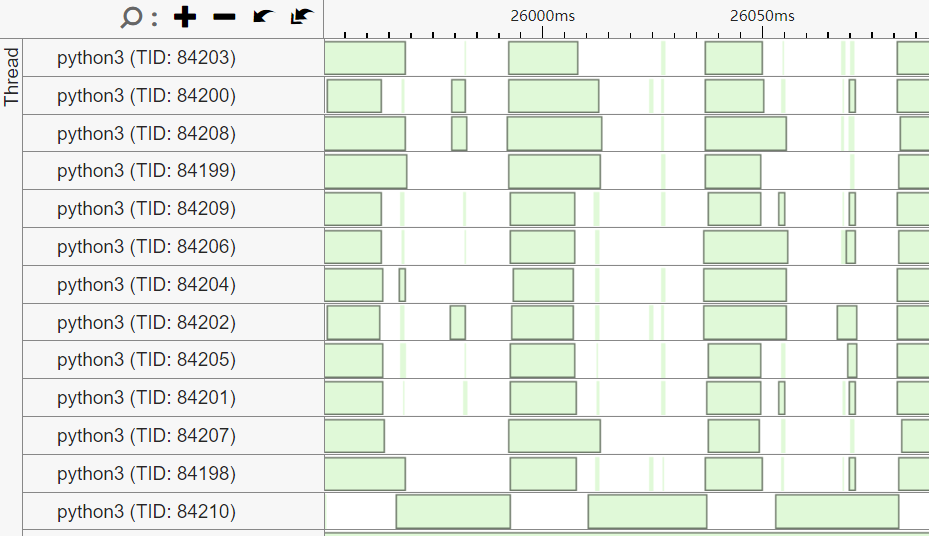 26000ms 26050ms
Thread
python3 (TID: 84203)
python3 (TID: 84200)
python3 (TID: 84208)
python3 (TID: 84199)
python3 (TID: 84209)
python3 (TID: 84206)
python3 (TID: 84204)
python3 (TID: 84202)
python3 (TID: 84205)
python3 (TID: 84201)
python3 (TID: 84207)
python3 (TID: 84198)
python3 (TID: 84210)